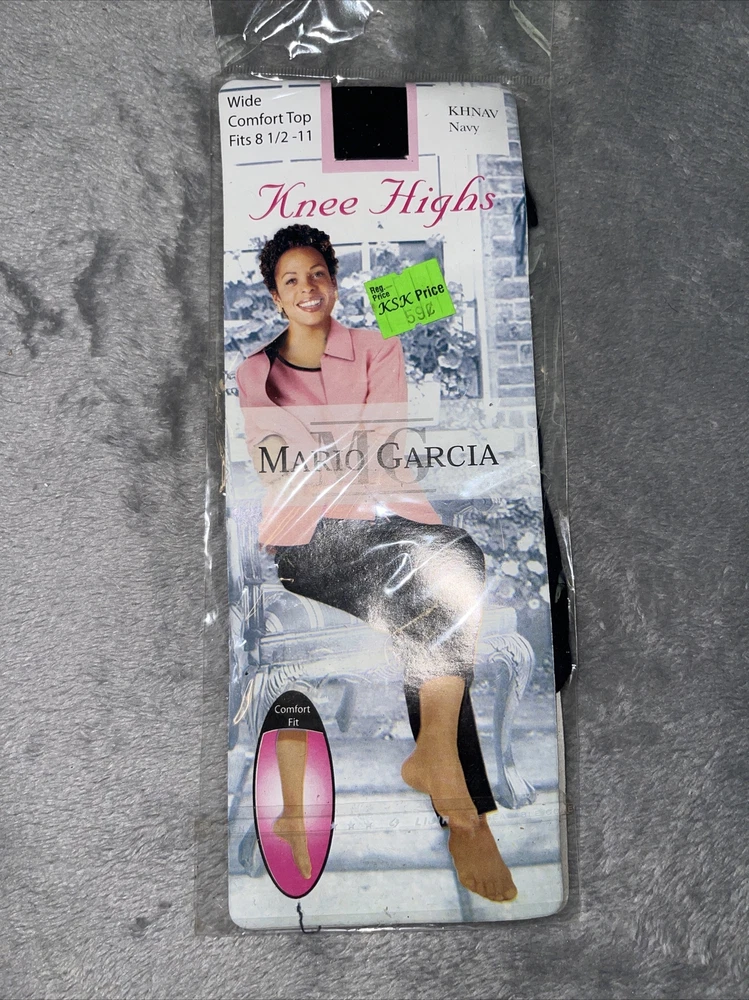 Wide
Comfort Top
Fits 8 1/2 -11
KHNAV
Navy
Knee Highs
Reg.
Price
KSK Price
59¢
MG
MARIO GARCIA
Comfort
Fit